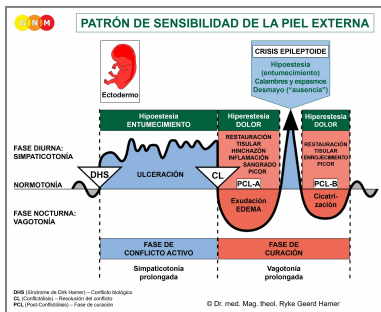 GNM
PATRÓN DE SENSIBILIDAD DE LA PIEL EXTERNA
CRISIS EPILEPTOIDE
Hipoestesia
(entumecimiento)
Calambres y espasmos
Desmayo ("ausencia")
Ectodermo
Hipoestesia
ENTUMECIMIENTO
Hiperestesia
DOLOR
Hiperestesia
DOLOR
RESTAURACIÓN
TISULAR
HINCHAZÓN
INFLAMACIÓN
SANGRADO
PICOR
RESTAURACIÓN
TISULAR
ENROJECIMIENTO
PICOR
FASE DIURNA:
SIMPATICOTONÍA
DHS
ULCERACIÓN
CL
PCL-A
PCL-B
NORMOTONÍA
Exudación
EDEMA
Cicatri-
zación
FASE NOCTURNA:
VAGOTONÍA
FASE DE
CONFLICTO ACTIVO
FASE DE
CURACIÓN
Simpaticotonía
prolongada
Vagotonía
prolongada
DHS (Síndrome de Dirk Hamer) – Conflicto biológico
CL (Conflictólisis) – Resolución del conflicto
PCL (Post-Conflictólisis) – Fase de curación
© Dr. med. Mag. theol. Ryke Geerd Hamer